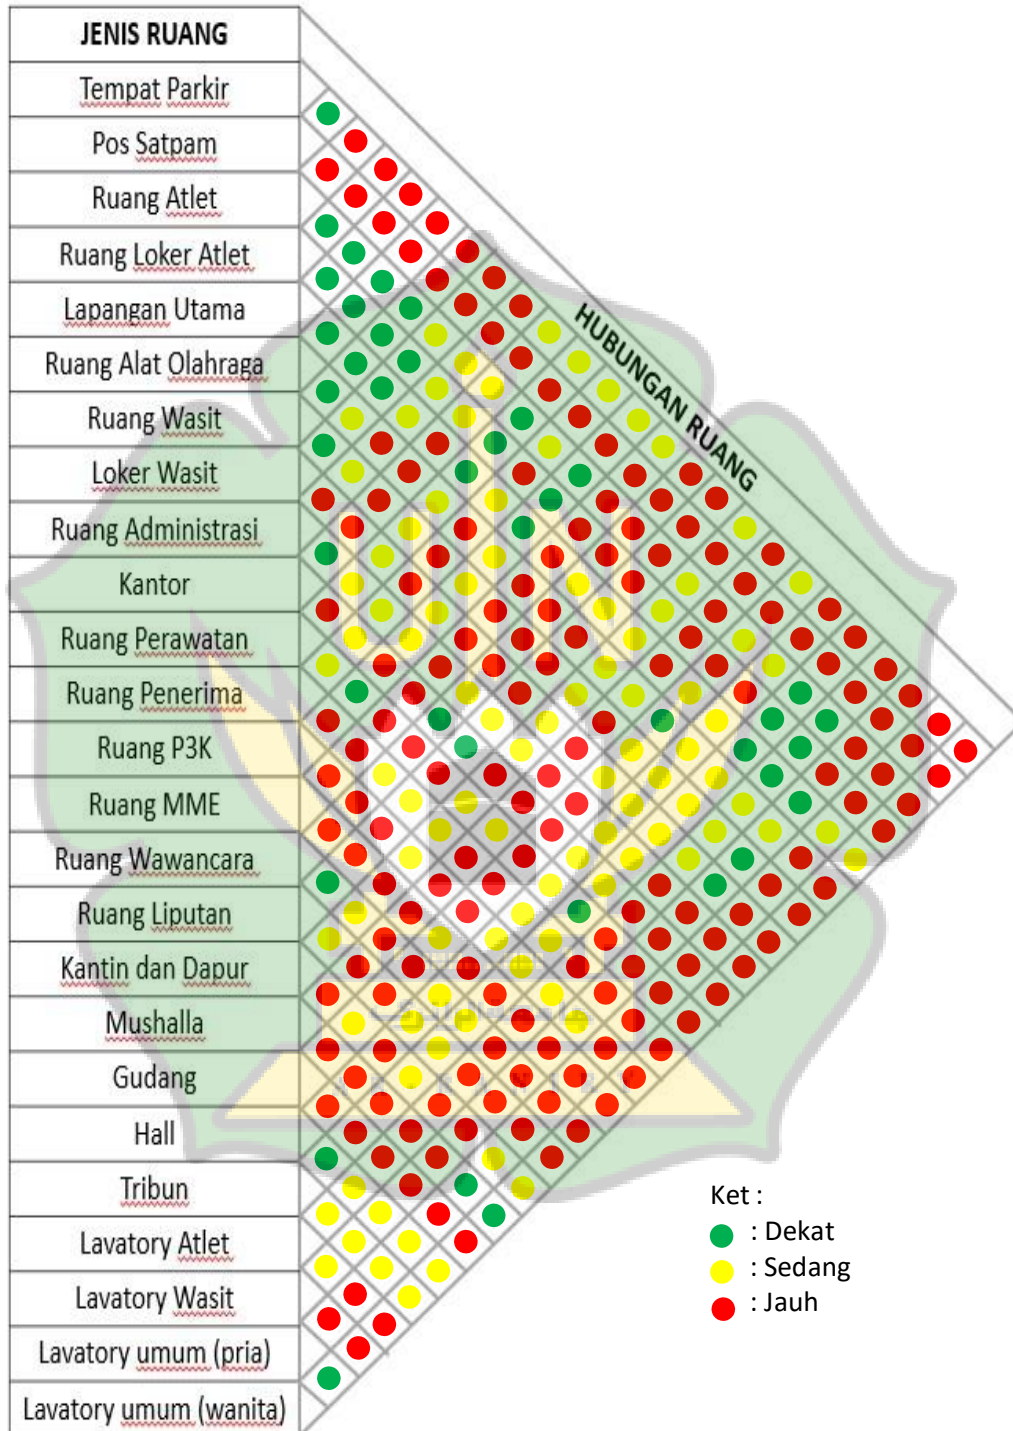 JENIS RUANG
Tempat Parkir
Pos Satpam
Ruang Atlet
Ruang Loker Atlet
Lapangan Utama
Ruang Alat Olahraga
Ruang Wasit
Loker Wasit
Ruang Administrasi
Kantor
Ruang Perawatan
Ruang Penerima
Ruang P3K
Ruang MME
Ruang Wawancara
Ruang Liputan
Kantin dan Dapur
Mushalla
Gudang
Hall
Tribun
Lavatory Atlet
Lavatory Wasit
Lavatory umum (pria)
Lavatory umum (wanita)
HUBUNGAN RUANG
UIN
Ket :
: Dekat
: Sedang
: Jauh